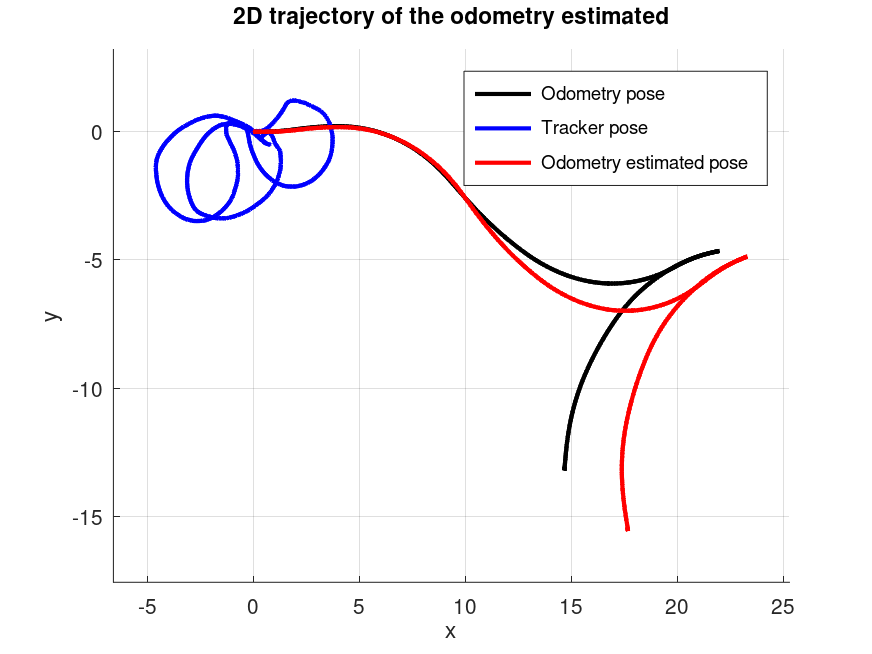 2D trajectory of the odometry estimated
Odometry pose
Tracker pose
Odometry estimated pose
0
-5
-10
-15
y
-5 0 5 10 15 20 25
x